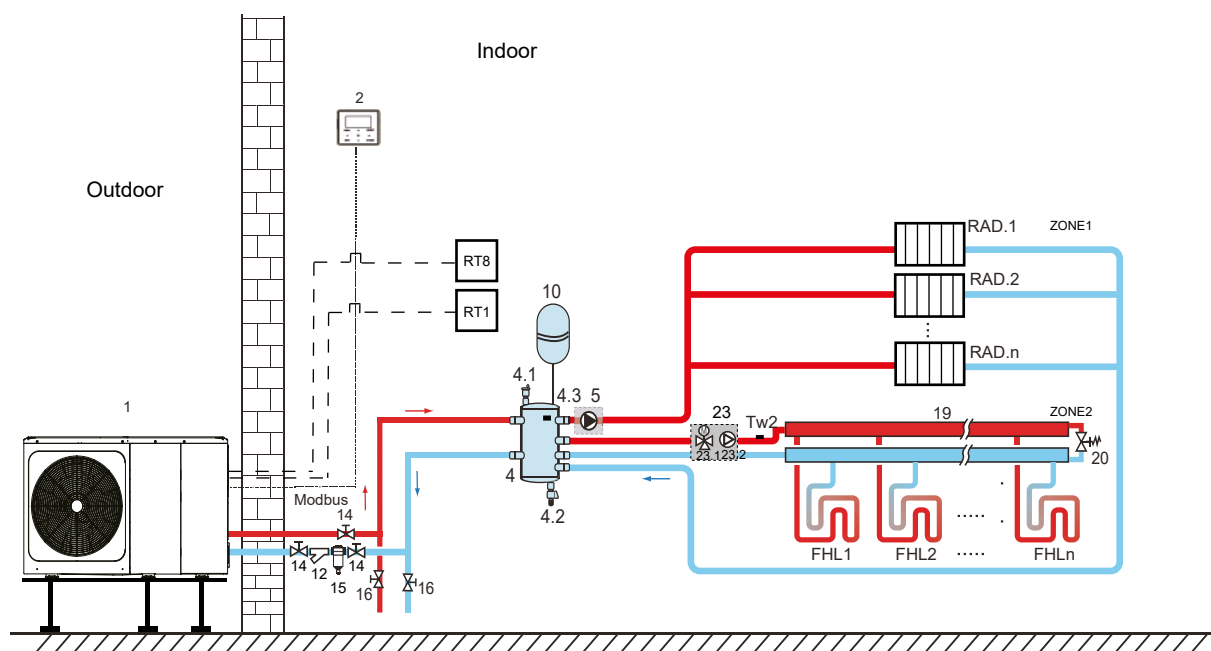 Indoor
2
Outdoor
RAD.1
ZONE1
RT8
RAD.2
10
RT1
RAD.n
4.1
4.3 5
1
23
Tw2
19
ZONE2
23.1
23.2
20
4
Modbus
14
4.2
14
12
15
14
16
16
FHL1
FHL2
.....
FHLn